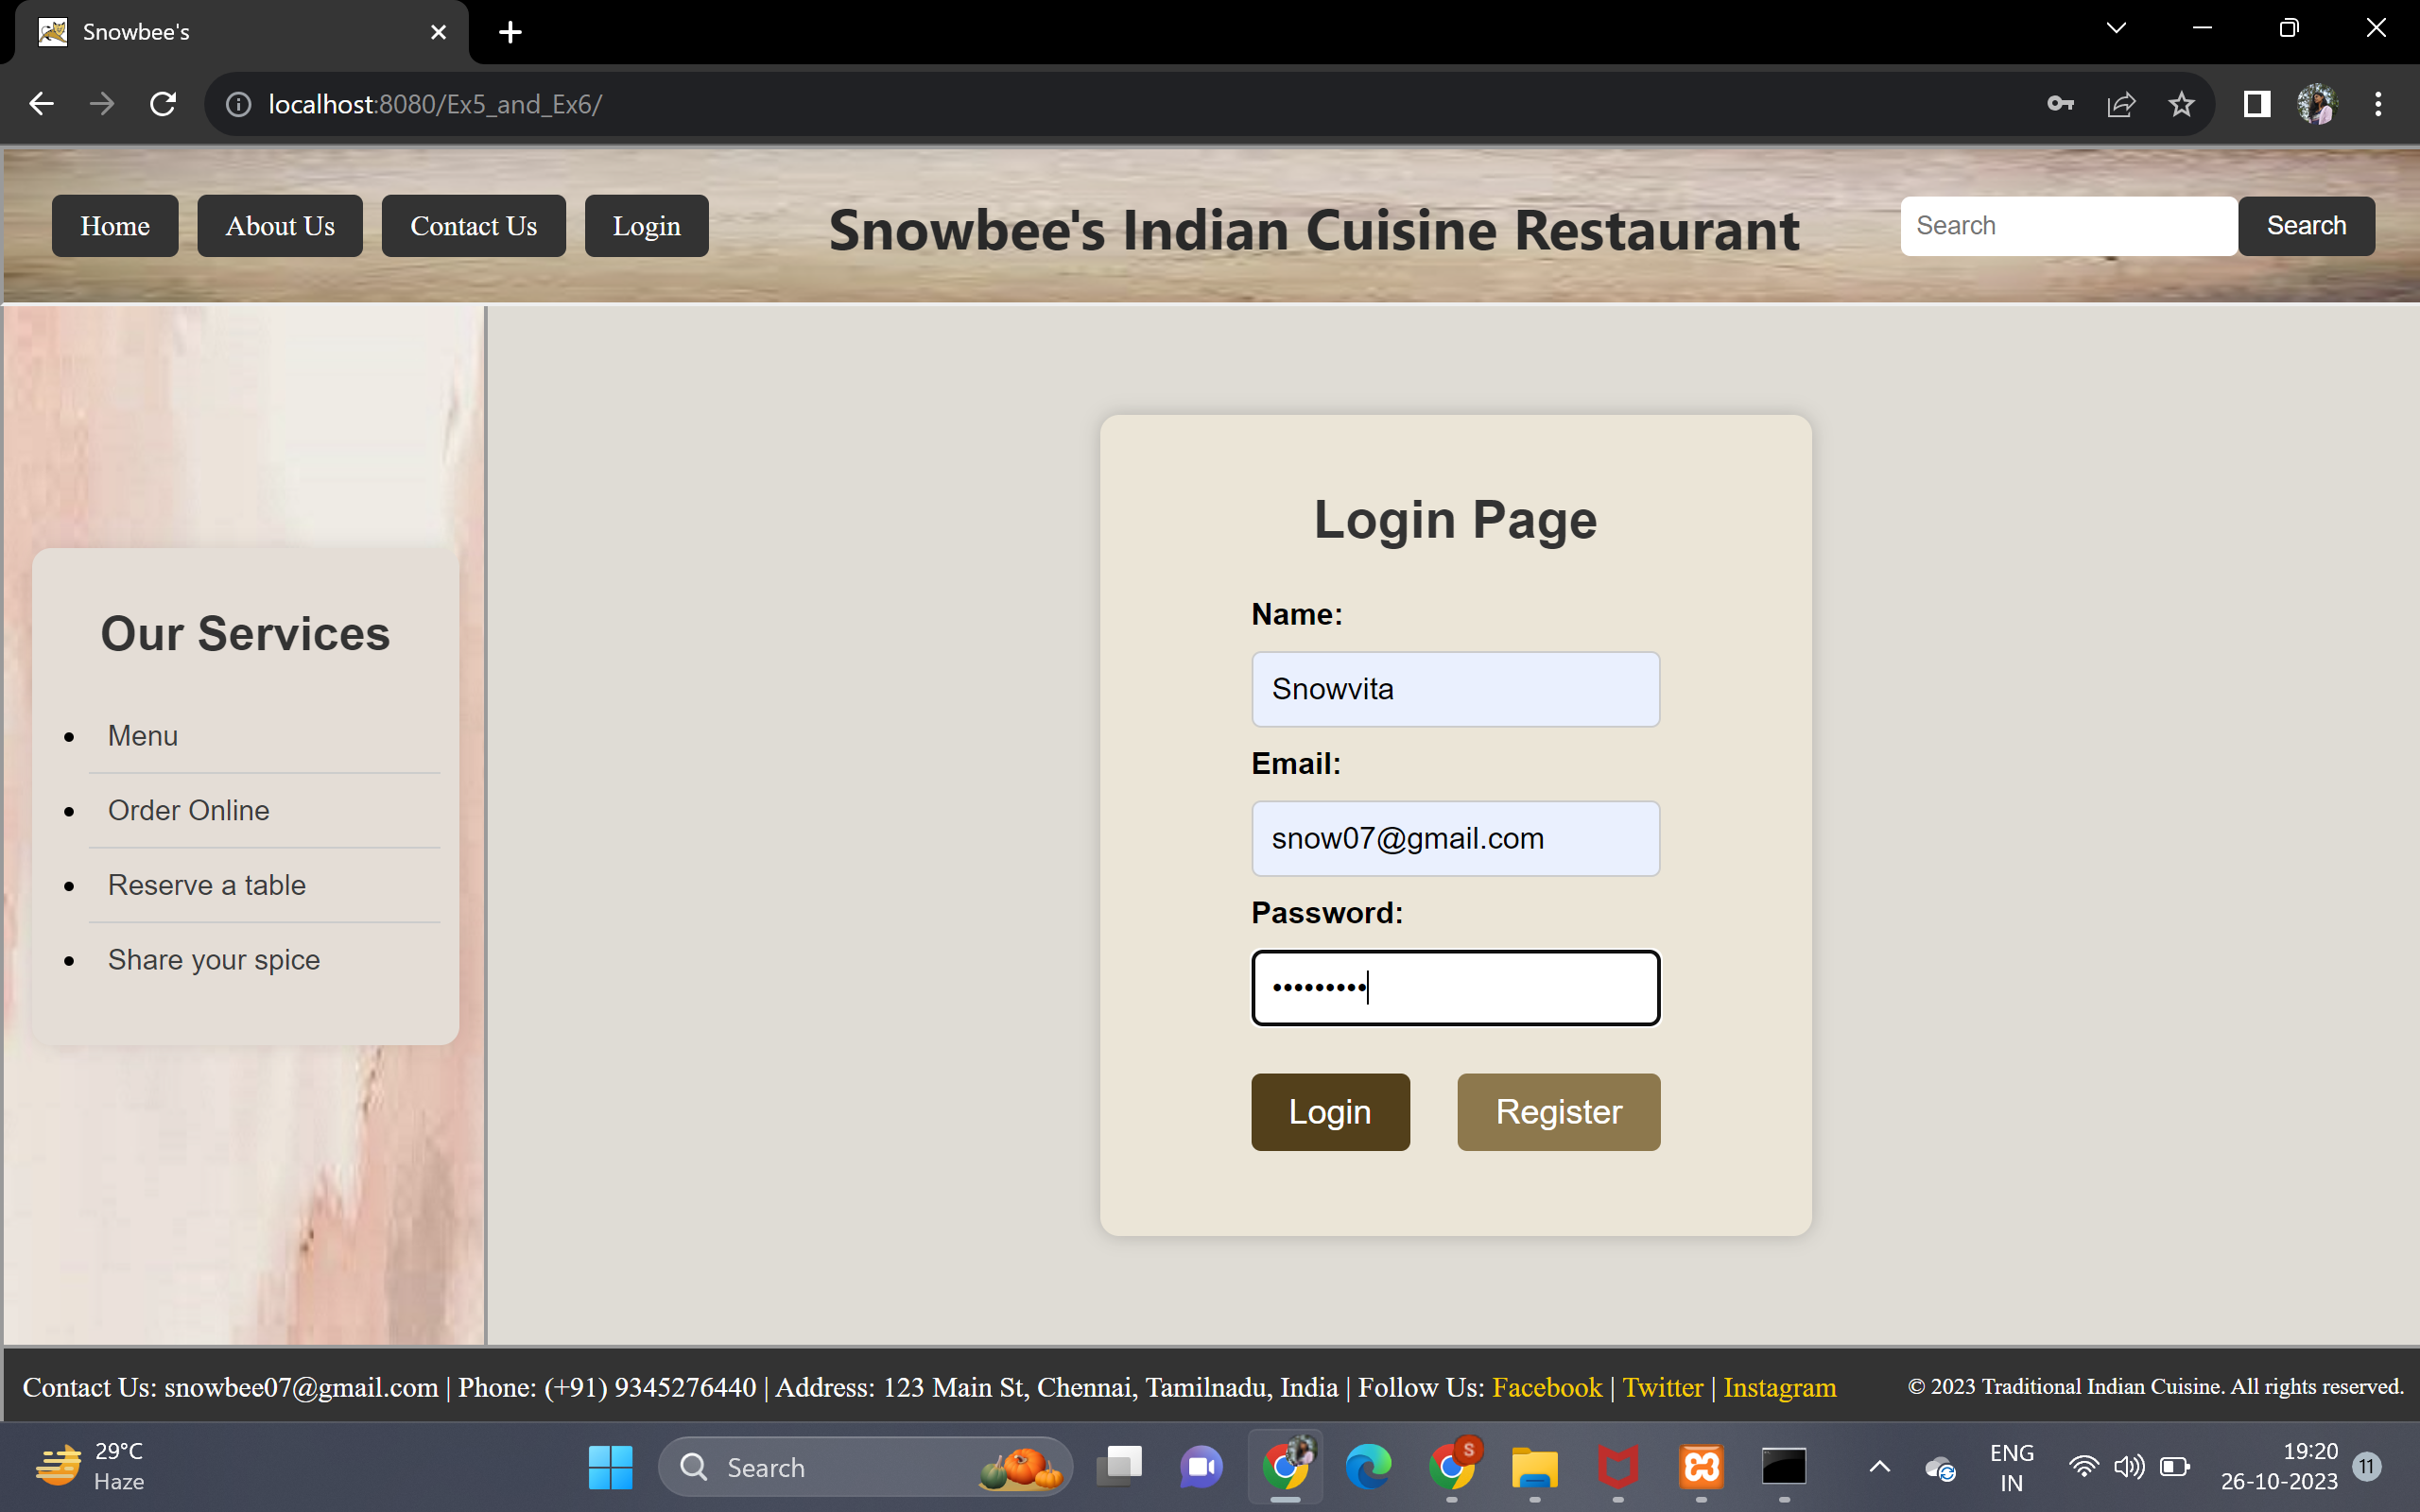 Snowbee's
localhost:8080/Ex5_and_Ex6/
Home
About Us
Contact Us
Login
Snowbee's Indian Cuisine Restaurant
Search
Search
Our Services
Menu
Order Online
Reserve a table
Share your spice
Login Page
Name:
Snowvita
Email:
snow07@gmail.com
Password:
•••••••••
Login
Register
Contact Us: snowbee07@gmail.com | Phone: (+91) 9345276440 | Address: 123 Main St, Chennai, Tamilnadu, India | Follow Us: Facebook | Twitter | Instagram
© 2023 Traditional Indian Cuisine. All rights reserved.
29°C
Haze
Search
S
ENG
IN
19:20
26-10-2023
11